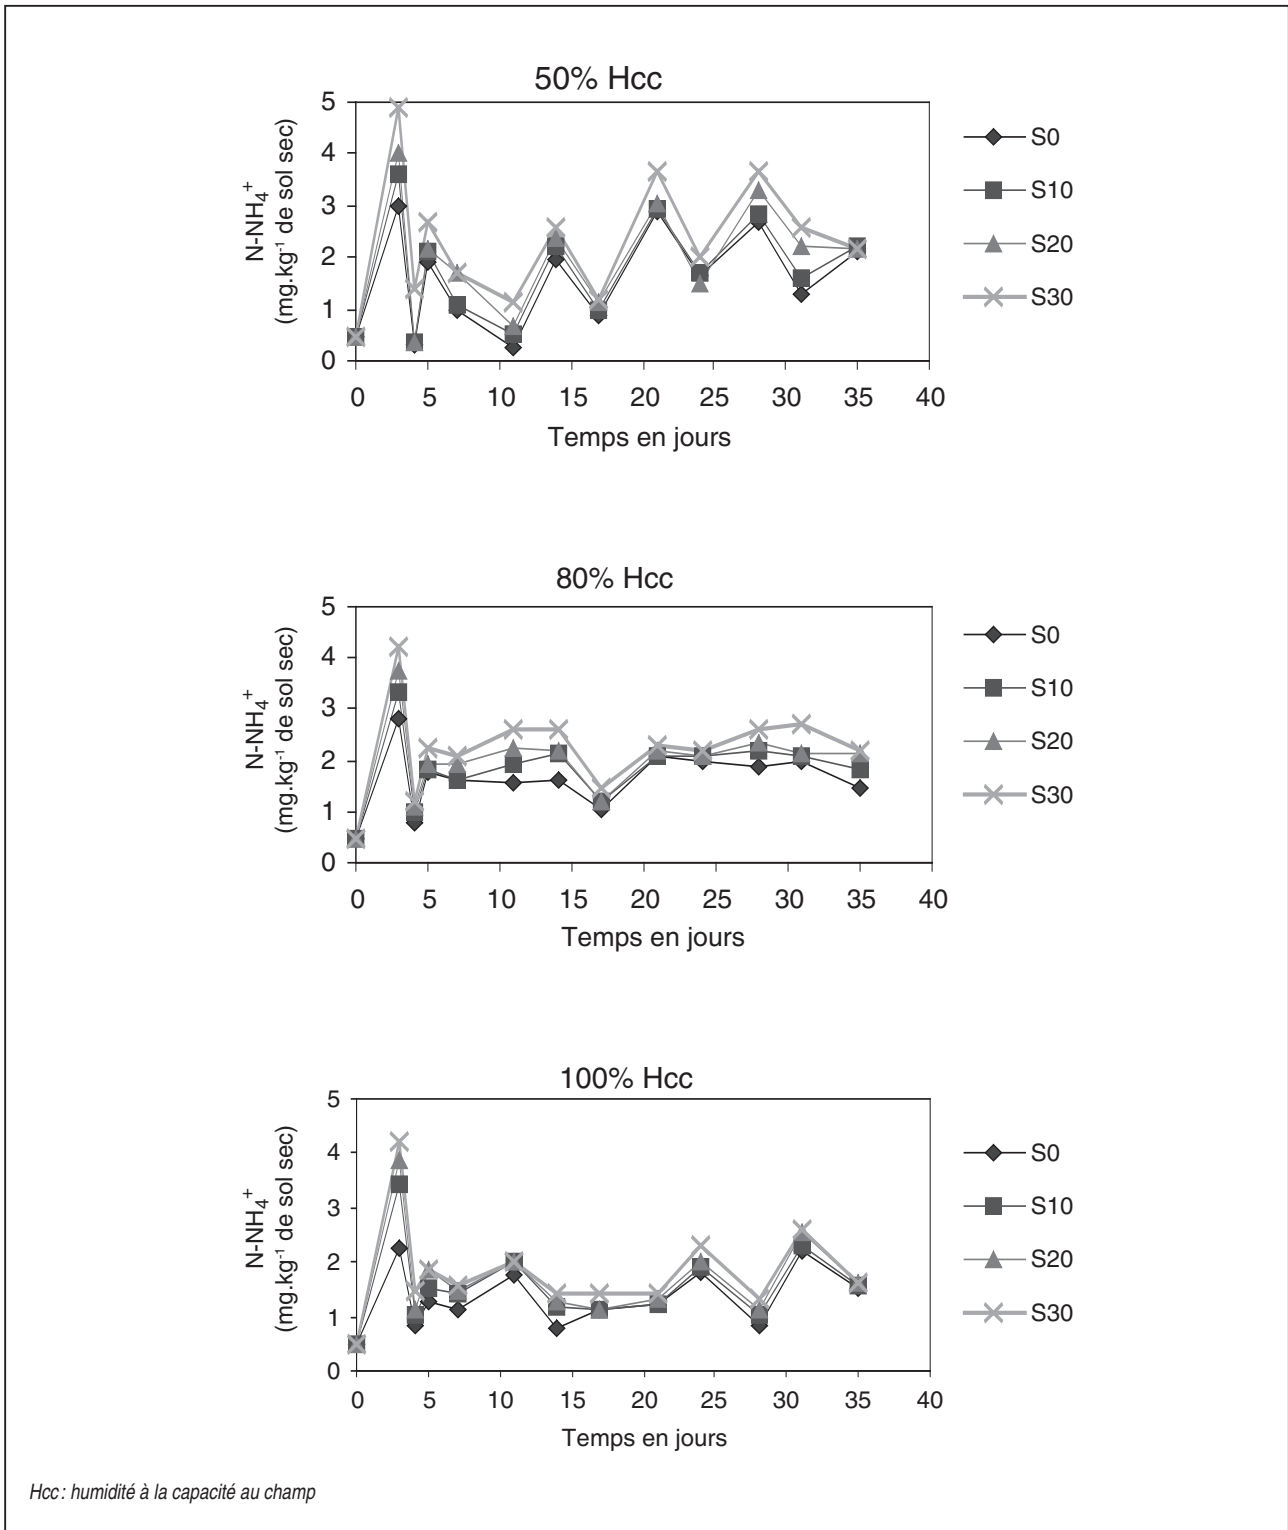 50% Hcc
N-NH₄⁺
(mg.kg⁻¹ de sol sec)
5
4
3
2
1
0
0 5 10 15 20 25 30 35 40
Temps en jours
S0
S10
S20
S30
80% Hcc
N-NH₄⁺
(mg.kg⁻¹ de sol sec)
5
4
3
2
1
0
0 5 10 15 20 25 30 35 40
Temps en jours
S0
S10
S20
S30
100% Hcc
N-NH₄⁺
(mg.kg⁻¹ de sol sec)
5
4
3
2
1
0
0 5 10 15 20 25 30 35 40
Temps en jours
S0
S10
S20
S30
Hcc : humidité à la capacité au champ